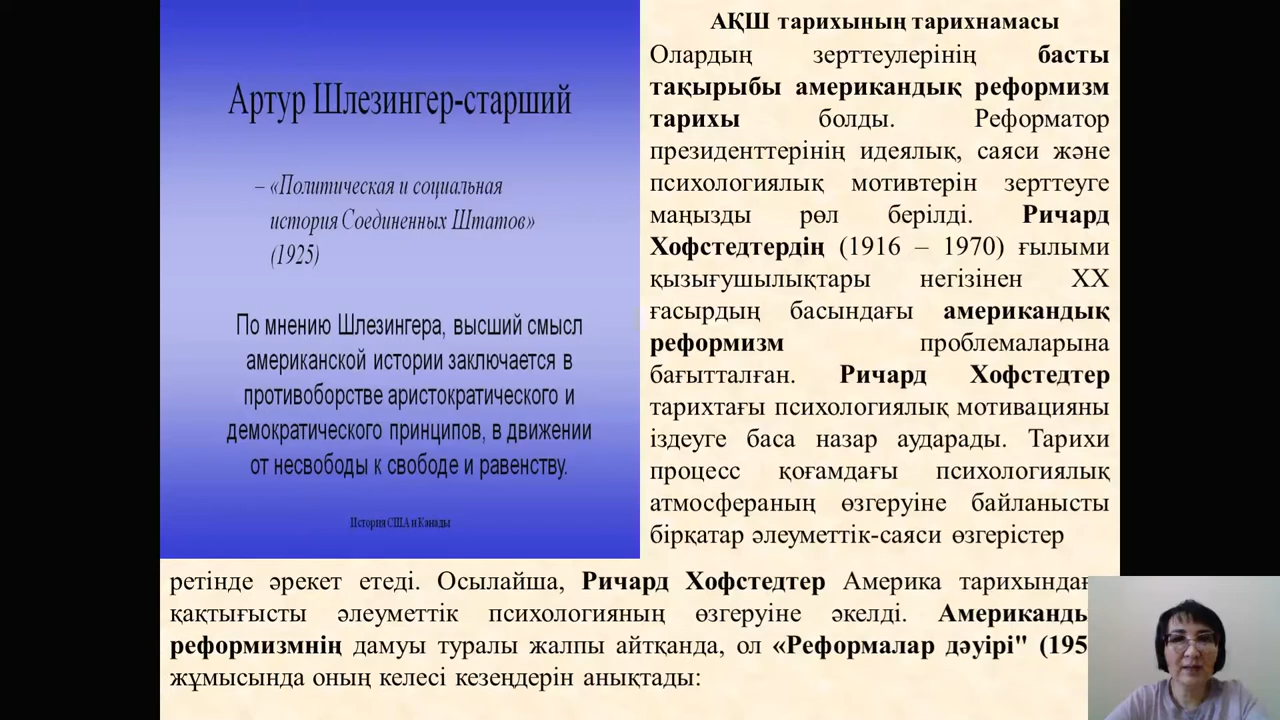 Артур Шлезингер-старший
– «Политическая и социальная
история Соединенных Штатов»
(1925)
По мнению Шлезингера, высший смысл
американской истории заключается в
противоборстве аристократического и
демократического принципов, в движении
от несвободы к свободе и равенству.
История США и Канады
АҚШ тарихының тарихнамасы
Олардың зерттеулерінің басты
тақырыбы американдық реформизм
тарихы болды. Реформатор
президенттерінің идеялық, саяси және
психологиялық мотивтерін зерттеуге
маңызды рөл берілді. Ричард
Хофстедтердің (1916 – 1970) ғылыми
қызығушылықтары негізінен ХХ
ғасырдың басындағы американдық
реформизм проблемаларына
бағытталған. Ричард Хофстедтер
тарихтағы психологиялық мотивацияны
іздеуге баса назар аударады. Тарихи
процесс қоғамдағы психологиялық
атмосфераның өзгеруіне байланысты
бірқатар әлеуметтік-саяси өзгерістер
ретінде әрекет етеді. Осылайша, Ричард Хофстедтер Америка
қақтығысты әлеуметтік психологияның өзгеруіне әкелді.
реформизмнің дамуы туралы жалпы айтқанда, ол «Реформалар дәуірі"
жұмысында оның келесі кезеңдерін анықтады: